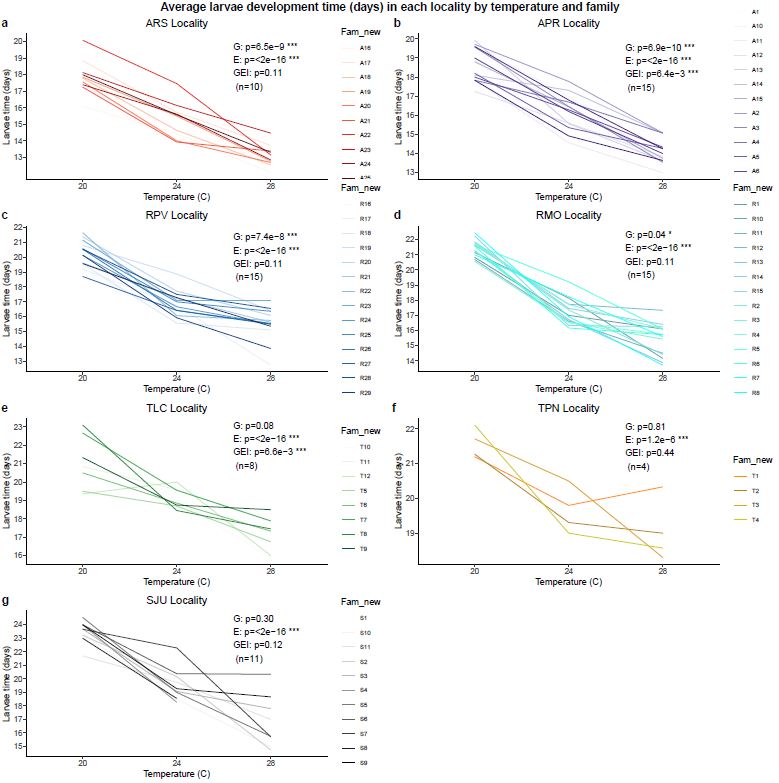 Average larvae development time (days) in each locality by temperature and family
a
ARS Locality
Larvae time (days)
20
19
18
17
16
15
14
13
20
24
28
Temperature (C)
G: p=6.5e-9 ***
E: p=<2e-16 ***
GEI: p=0.11
(n=10)
Fam_new
A16
A17
A18
A19
A20
A21
A22
A23
A24
A25
b
APR Locality
Larvae time (days)
20
19
18
17
16
15
14
13
20
24
28
Temperature (C)
G: p=6.9e-10 ***
E: p=<2e-16 ***
GEI: p=6.4e-3 ***
(n=15)
A1
A10
A11
A12
A13
A14
A15
A2
A3
A4
A5
A6
c
RPV Locality
Larvae time (days)
22
21
20
19
18
17
16
15
14
13
20
24
28
Temperature (C)
G: p=7.4e-8 ***
E: p=<2e-16 ***
GEI: p=0.11
(n=15)
Fam_new
R16
R17
R18
R19
R20
R21
R22
R23
R24
R25
R26
R27
R28
R29
d
RMO Locality
Larvae time (days)
22
21
20
19
18
17
16
15
14
20
24
28
Temperature (C)
G: p=0.04 *
E: p=<2e-16 ***
GEI: p=0.11
(n=15)
Fam_new
R1
R10
R11
R12
R13
R14
R15
R2
R3
R4
R5
R6
R7
R8
e
TLC Locality
Larvae time (days)
23
22
21
20
19
18
17
16
20
24
28
Temperature (C)
G: p=0.08
E: p=<2e-16 ***
GEI: p=6.6e-3 ***
(n=8)
Fam_new
T10
T11
T12
T5
T6
T7
T8
T9
f
TPN Locality
Larvae time (days)
22
21
20
19
20
24
28
Temperature (C)
G: p=0.81
E: p=1.2e-6 ***
GEI: p=0.44
(n=4)
Fam_new
T1
T2
T3
T4
g
SJU Locality
Larvae time (days)
24
23
22
21
20
19
18
17
16
15
20
24
28
Temperature (C)
G: p=0.30
E: p=<2e-16 ***
GEI: p=0.12
(n=11)
Fam_new
S1
S10
S11
S2
S3
S4
S5
S6
S7
S8
S9